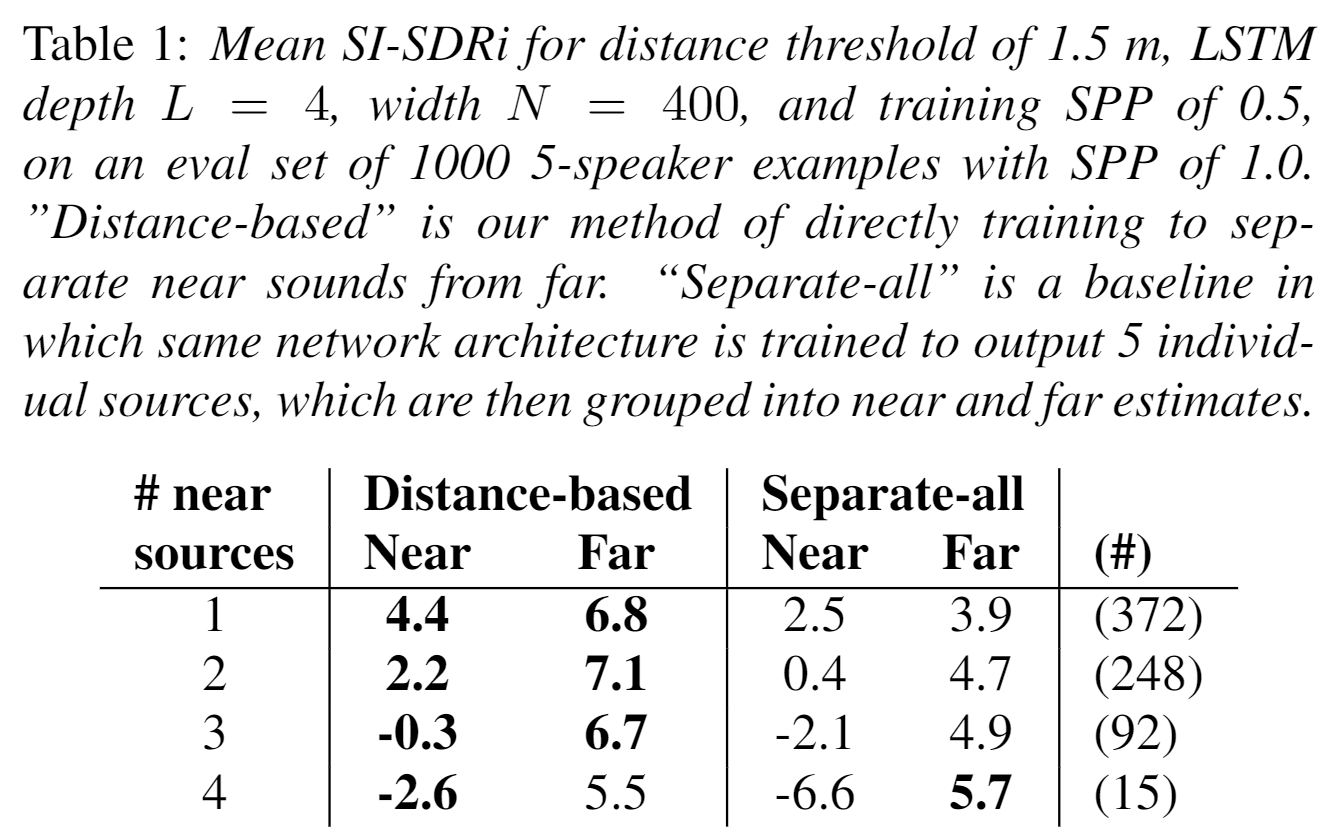 Table 1: Mean SI-SDRi for distance threshold of 1.5 m, LSTM
depth L = 4, width N = 400, and training SPP of 0.5,
on an eval set of 1000 5-speaker examples with SPP of 1.0.
”Distance-based” is our method of directly training to sep-
arate near sounds from far. “Separate-all” is a baseline in
which same network architecture is trained to output 5 individ-
ual sources, which are then grouped into near and far estimates.
# near Distance-based Separate-all
sources Near Far Near Far (#)
1 4.4 6.8 2.5 3.9 (372)
2 2.2 7.1 0.4 4.7 (248)
3 -0.3 6.7 -2.1 4.9 (92)
4 -2.6 5.5 -6.6 5.7 (15)